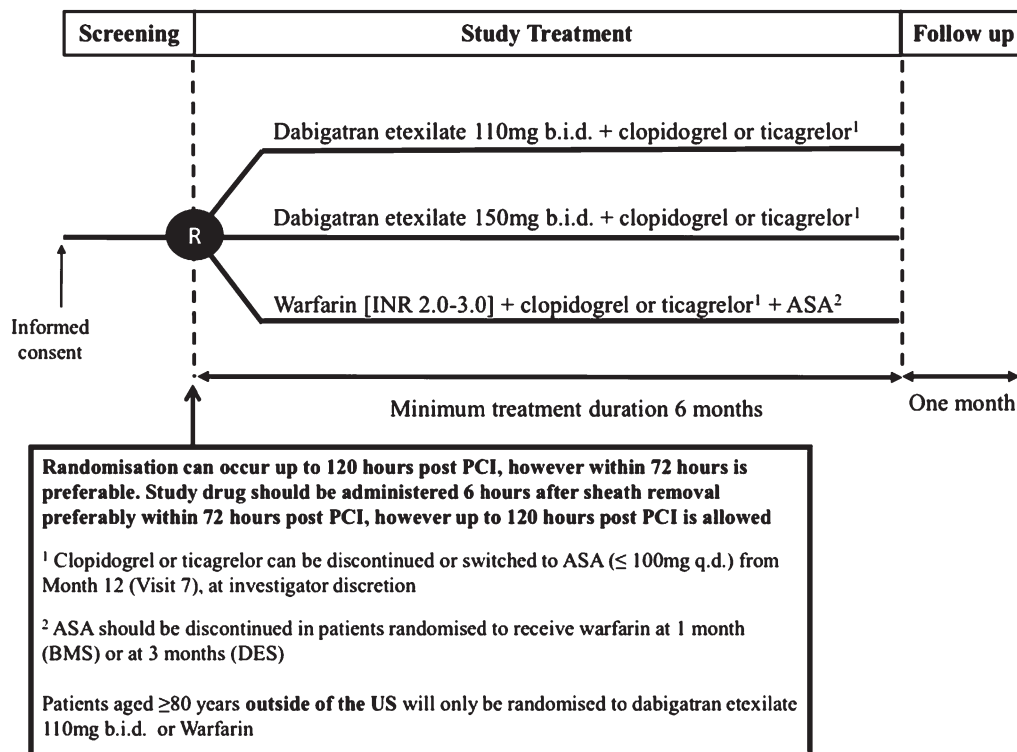 Screening
Study Treatment
Follow up
Dabigatran etexilate 110mg b.i.d. + clopidogrel or ticagrelor¹
R
Dabigatran etexilate 150mg b.i.d. + clopidogrel or ticagrelor¹
Warfarin [INR 2.0-3.0] + clopidogrel or ticagrelor¹ + ASA²
Informed
consent
Minimum treatment duration 6 months
One month
Randomisation can occur up to 120 hours post PCI, however within 72 hours is
preferable. Study drug should be administered 6 hours after sheath removal
preferably within 72 hours post PCI, however up to 120 hours post PCI is allowed
¹ Clopidogrel or ticagrelor can be discontinued or switched to ASA (≤ 100mg q.d.) from
Month 12 (Visit 7), at investigator discretion
² ASA should be discontinued in patients randomised to receive warfarin at 1 month
(BMS) or at 3 months (DES)
Patients aged ≥80 years outside of the US will only be randomised to dabigatran etexilate
110mg b.i.d. or Warfarin